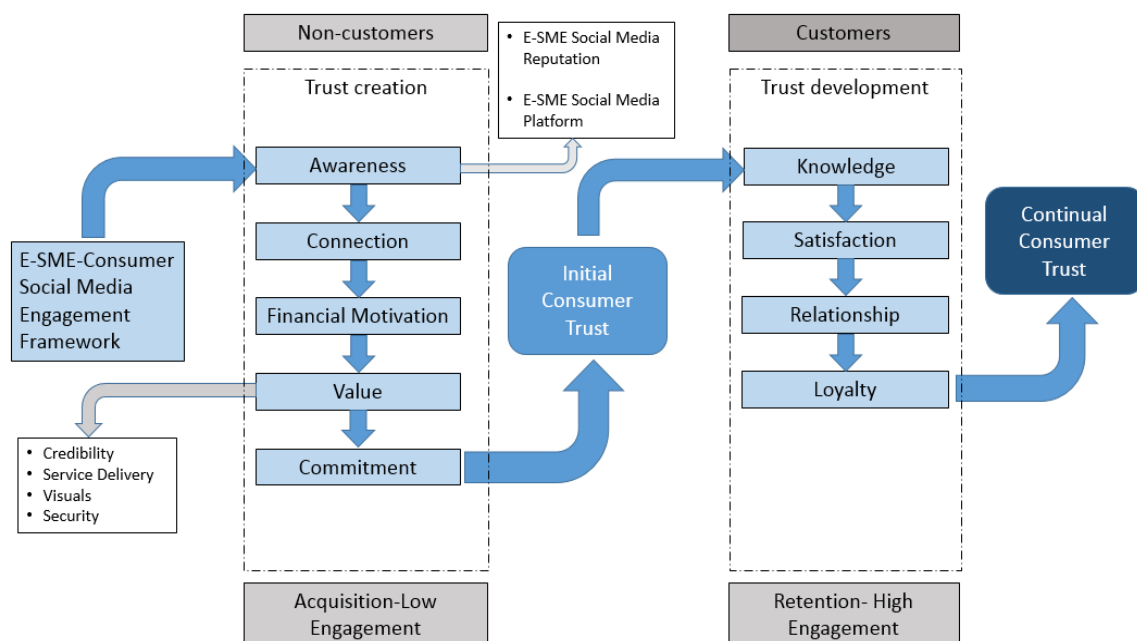 Non-customers
Customers
• E-SME Social Media
Reputation
• E-SME Social Media
Platform
Trust creation
Trust development
Awareness
Connection
Financial Motivation
Value
Commitment
E-SME-Consumer
Social Media
Engagement
Framework
• Credibility
• Service Delivery
• Visuals
• Security
Initial
Consumer
Trust
Knowledge
Satisfaction
Relationship
Loyalty
Continual
Consumer
Trust
Acquisition-Low
Engagement
Retention- High
Engagement